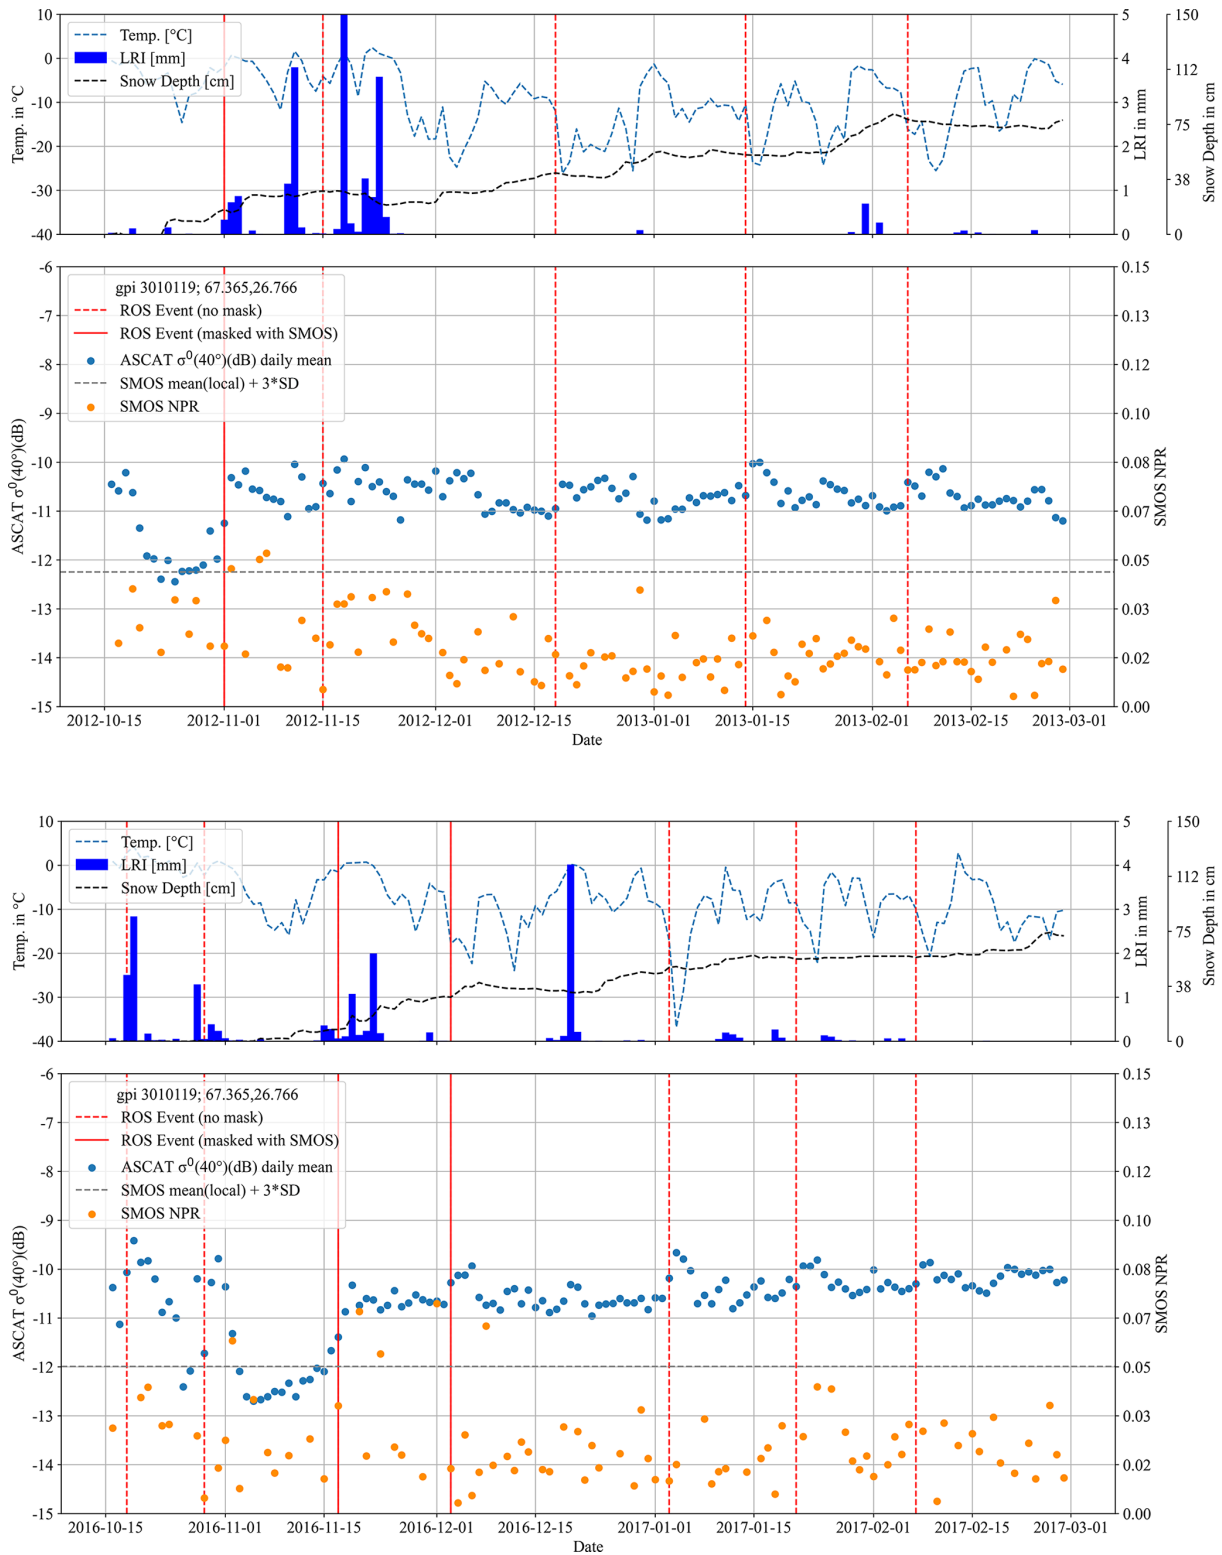 10
0
-10
-20
-30
-40
Temp. in °C
Temp. [°C]
LRI [mm]
Snow Depth [cm]
5
4
3
2
1
0
LRI in mm
150
112
75
38
0
Snow Depth in cm
-6
-7
-8
-9
-10
-11
-12
-13
-14
-15
ASCAT σ⁰(40°)(dB)
gpi 3010119; 67.365,26.766
ROS Event (no mask)
ROS Event (masked with SMOS)
ASCAT σ⁰(40°)(dB) daily mean
SMOS mean(local) + 3*SD
SMOS NPR
0.15
0.13
0.12
0.10
0.08
0.07
0.05
0.03
0.02
0.00
SMOS NPR
2012-10-15 2012-11-01 2012-11-15 2012-12-01 2012-12-15 2013-01-01 2013-01-15 2013-02-01 2013-02-15 2013-03-01
Date
10
0
-10
-20
-30
-40
Temp. in °C
Temp. [°C]
LRI [mm]
Snow Depth [cm]
5
4
3
2
1
0
LRI in mm
150
112
75
38
0
Snow Depth in cm
-6
-7
-8
-9
-10
-11
-12
-13
-14
-15
ASCAT σ⁰(40°)(dB)
gpi 3010119; 67.365,26.766
ROS Event (no mask)
ROS Event (masked with SMOS)
ASCAT σ⁰(40°)(dB) daily mean
SMOS mean(local) + 3*SD
SMOS NPR
0.15
0.13
0.12
0.10
0.08
0.07
0.05
0.03
0.02
0.00
SMOS NPR
2016-10-15 2016-11-01 2016-11-15 2016-12-01 2016-12-15 2017-01-01 2017-01-15 2017-02-01 2017-02-15 2017-03-01
Date